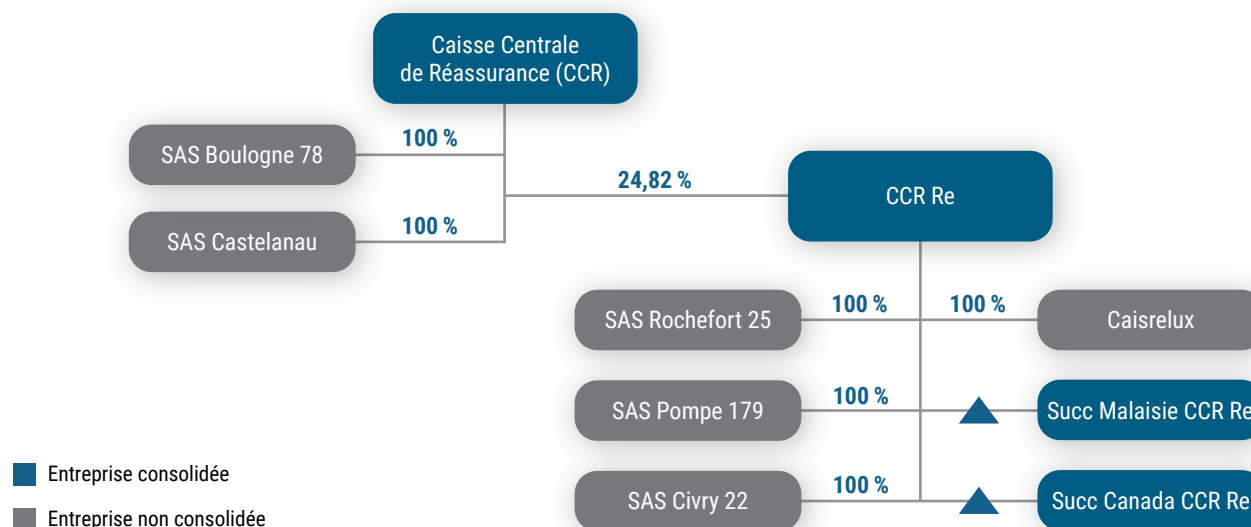 Caisse Centrale
de Réassurance (CCR)
100 %
SAS Boulogne 78
24,82 %
CCR Re
100 %
SAS Castelanau
100 %
100 %
SAS Rochefort 25
Caisrelux
100 %
SAS Pompe 179
Succ Malaisie CCR Re
Entreprise consolidée
100 %
SAS Civry 22
Succ Canada CCR Re
Entreprise non consolidée